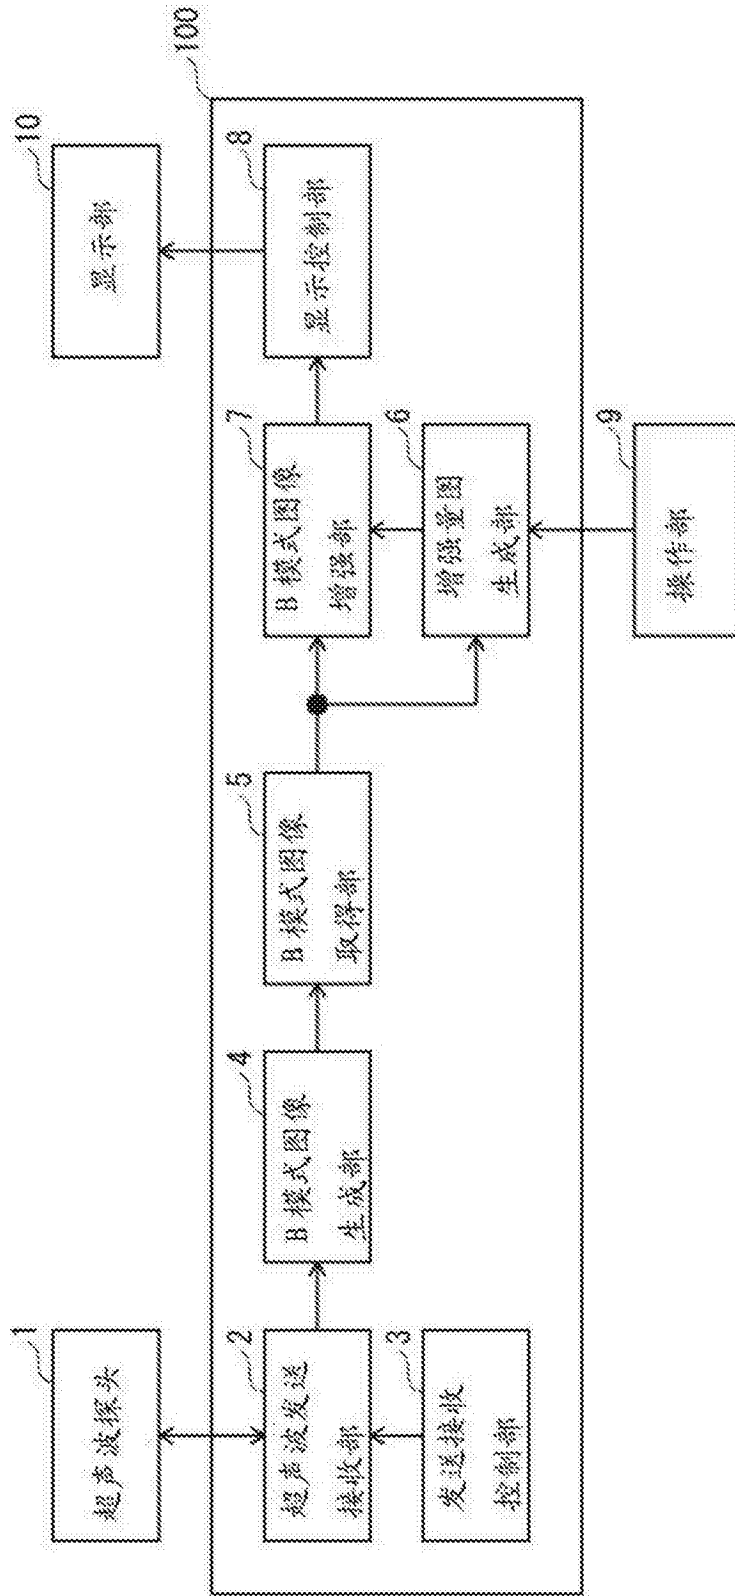 1
超声波探头
10
显示部
100
2
超声波发送
接收部
4
B 模式图像
生成部
5
B 模式图像
取得部
7
B 模式图像
增强部
8
显示控制部
3
发送接收
控制部
6
增强量图
生成部
9
操作部